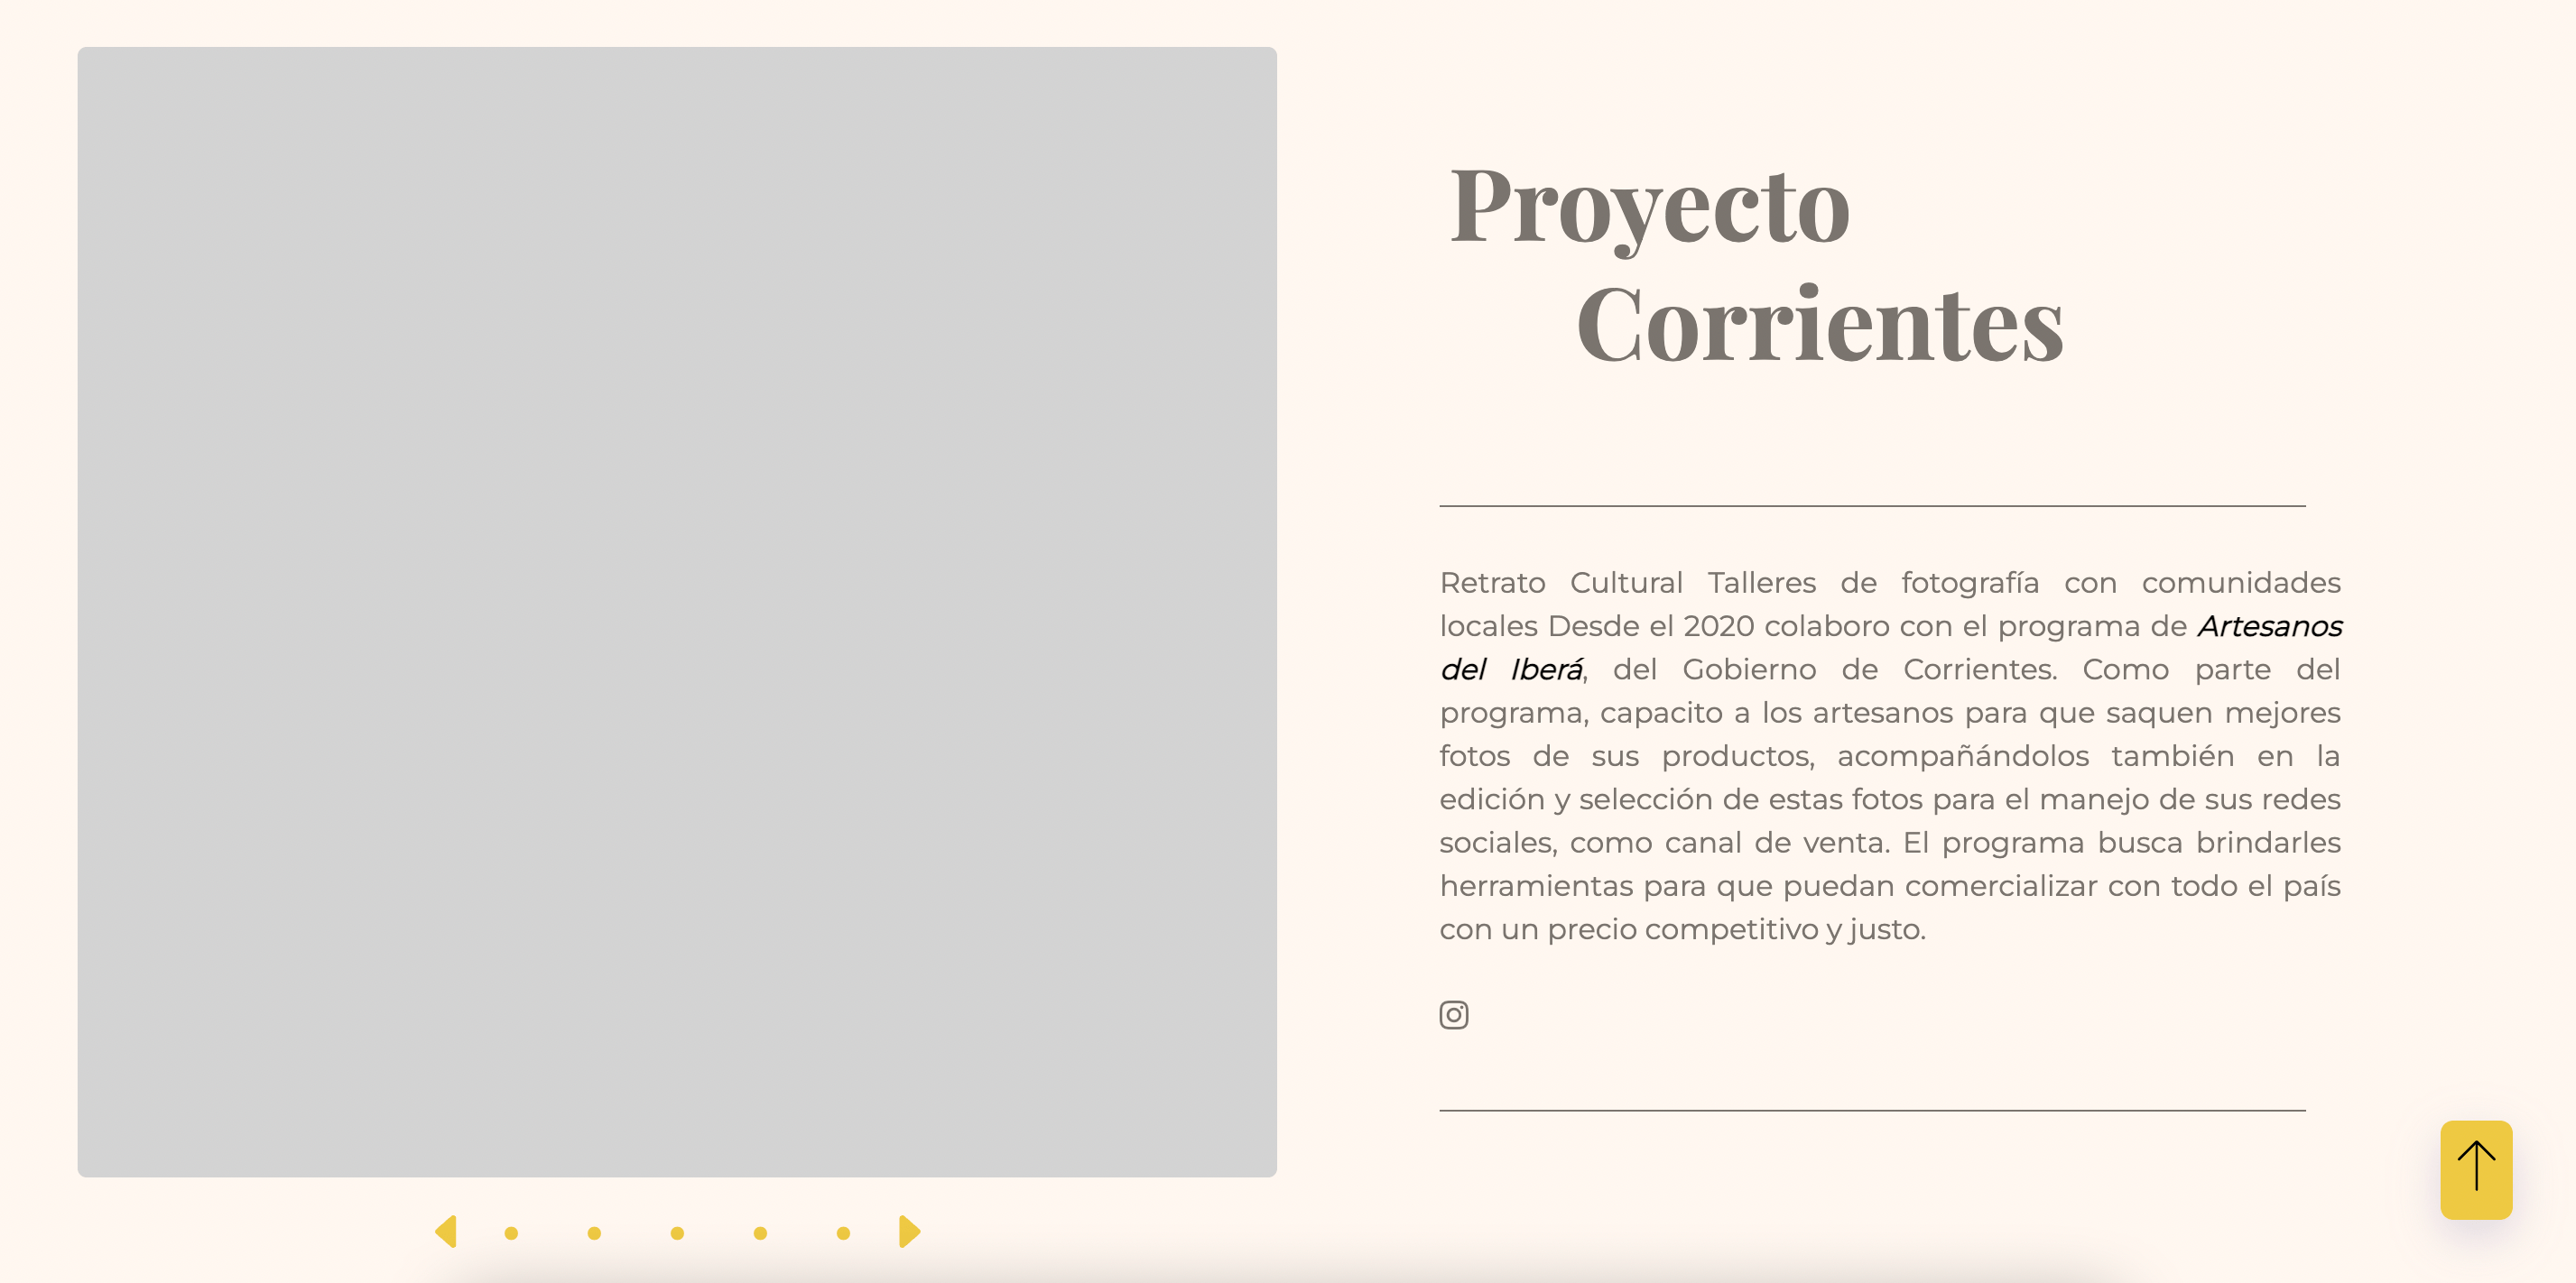 Proyecto
Corrientes
Retrato Cultural Talleres de fotografía con comunidades
locales Desde el 2020 colaboro con el programa de Artesanos
del Iberá, del Gobierno de Corrientes. Como parte del
programa, capacito a los artesanos para que saquen mejores
fotos de sus productos, acompañándolos también en la
edición y selección de estas fotos para el manejo de sus redes
sociales, como canal de venta. El programa busca brindarles
herramientas para que puedan comercializar con todo el país
con un precio competitivo y justo.